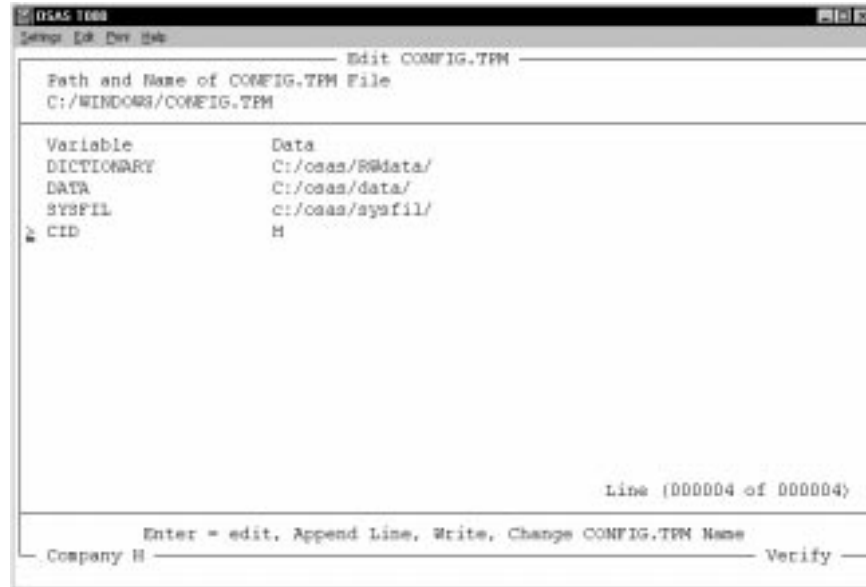 OSAS T000
Settings Edit Print Help
Edit CONFIG.TPM
Path and Name of CONFIG.TPM File
C:/WINDOWS/CONFIG.TPM
Variable Data
DICTIONARY C:/osas/RWdata/
DATA C:/osas/data/
SYSFIL c:/osas/sysfil/
> CID H
Line (000004 of 000004)
Enter = edit, Append Line, Write, Change CONFIG.TPM Name
Company H Verify